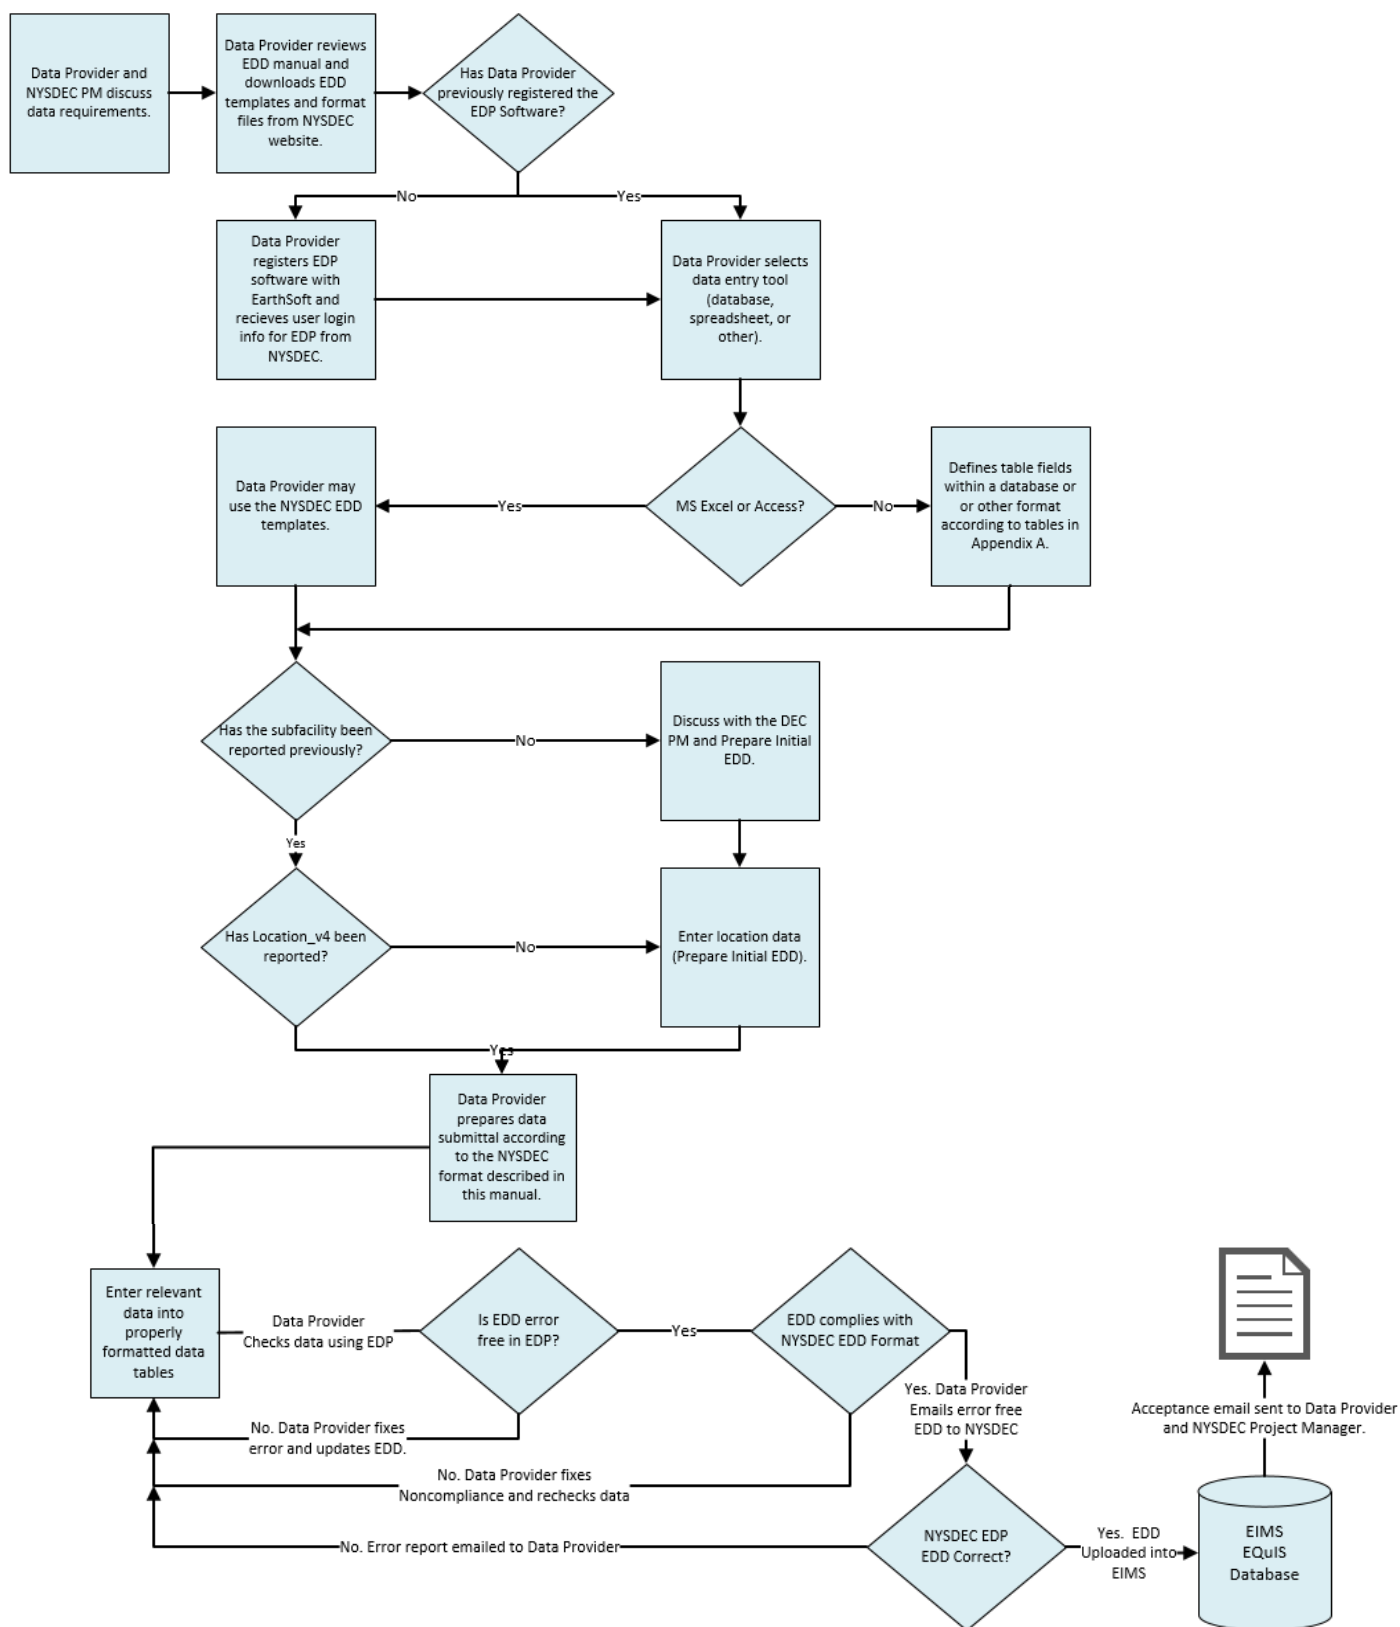 Data Provider and
NYSDEC PM discuss
data requirements.
Data Provider reviews
EDD manual and
downloads EDD
templates and format
files from NYSDEC
website.
Has Data Provider
previously registered the
EDP Software?
No
Yes
Data Provider
registers EDP
software with
EarthSoft and
recieves user login
info for EDP from
NYSDEC.
Data Provider selects
data entry tool
(database,
spreadsheet, or
other).
Data Provider may
use the NYSDEC EDD
templates.
Yes
MS Excel or Access?
No
Defines table fields
within a database or
or other format
according to tables in
Appendix A.
Has the subfacility been
reported previously?
No
Discuss with the DEC
PM and Prepare Initial
EDD.
Yes
Has Location_v4 been
reported?
No
Enter location data
(Prepare Initial EDD).
Yes
Data Provider
prepares data
submittal according
to the NYSDEC
format described in
this manual.
Enter relevant
data into
properly
formatted data
tables
Data Provider
Checks data using EDP
Is EDD error
free in EDP?
Yes
EDD complies with
NYSDEC EDD Format
Yes. Data Provider
Emails error free
EDD to NYSDEC
No. Data Provider fixes
error and updates EDD.
No. Data Provider fixes
Noncompliance and rechecks data
No. Error report emailed to Data Provider
NYSDEC EDP
EDD Correct?
Yes. EDD
Uploaded into
EIMS
EIMS
EQuIS
Database
Acceptance email sent to Data Provider
and NYSDEC Project Manager.